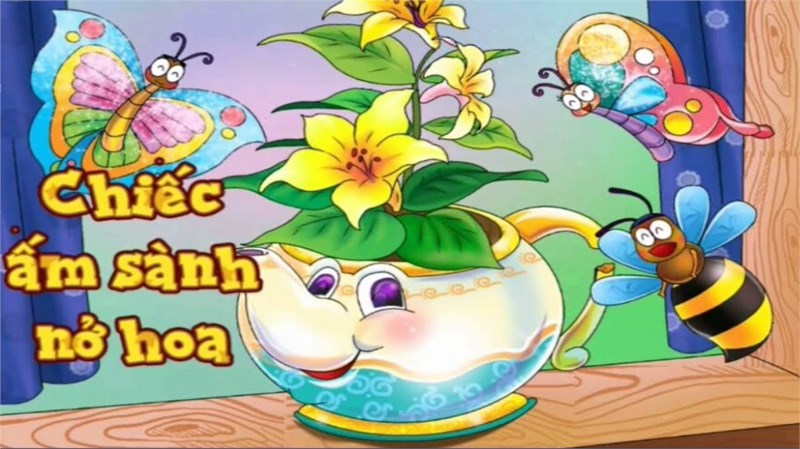 Chiếc
ấm sành
nở hoa